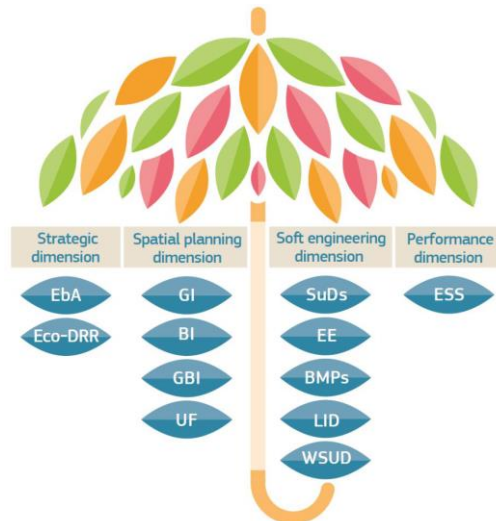 Strategic
dimension
Spatial planning
dimension
Soft engineering
dimension
Performance
dimension
EbA
Eco-DRR
GI
BI
GBI
UF
SuDs
EE
BMPs
LID
WSUD
ESS